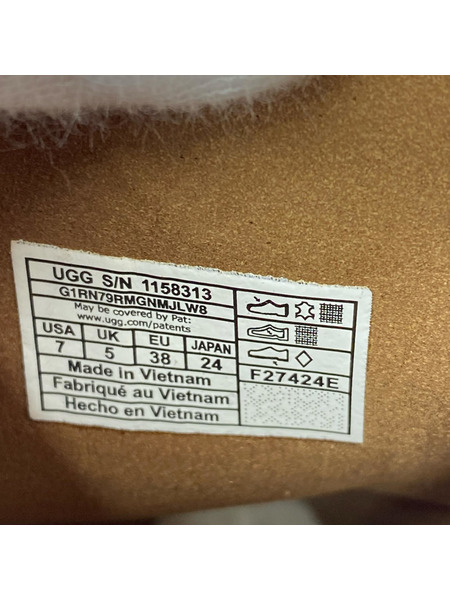 UGG S/N 1158313
G1RN79RMGNMJLW8
May be covered by Pat:
www.ugg.com/patents
USA UK EU JAPAN
7 5 38 24
Made in Vietnam
Fabriqué au Vietnam
Hecho en Vietnam
F27424E